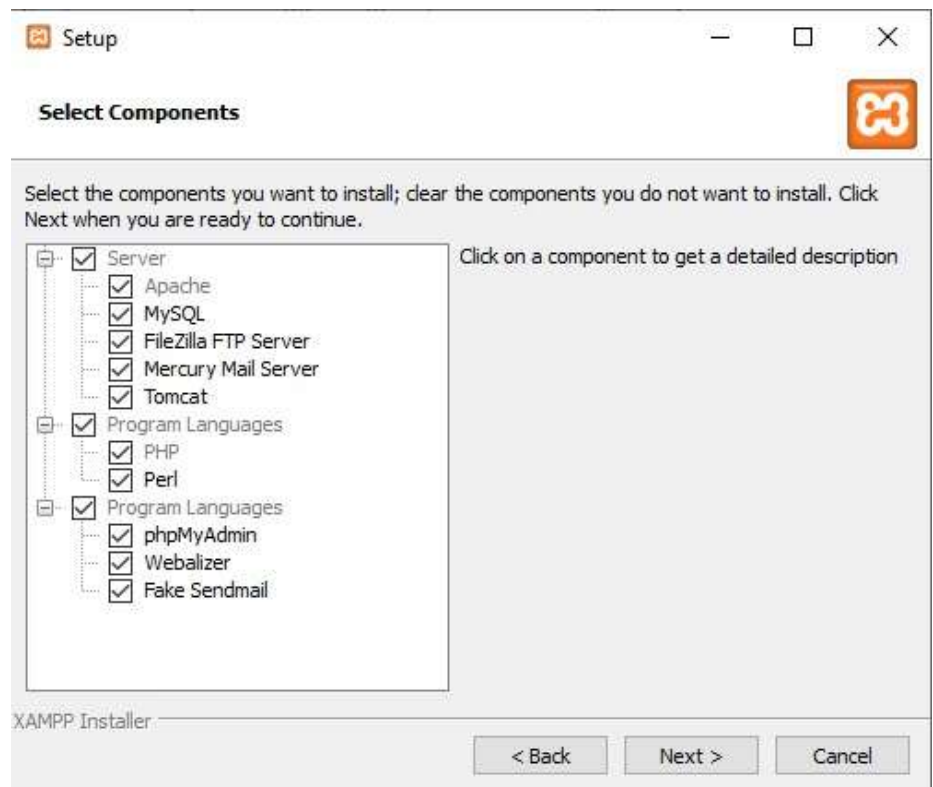 Setup
Select Components
Select the components you want to install; clear the components you do not want to install. Click
Next when you are ready to continue.
Server
Apache
MySQL
FileZilla FTP Server
Mercury Mail Server
Tomcat
Program Languages
PHP
Perl
Program Languages
phpMyAdmin
Webalizer
Fake Sendmail
Click on a component to get a detailed description
XAMPP Installer
< Back
Next >
Cancel